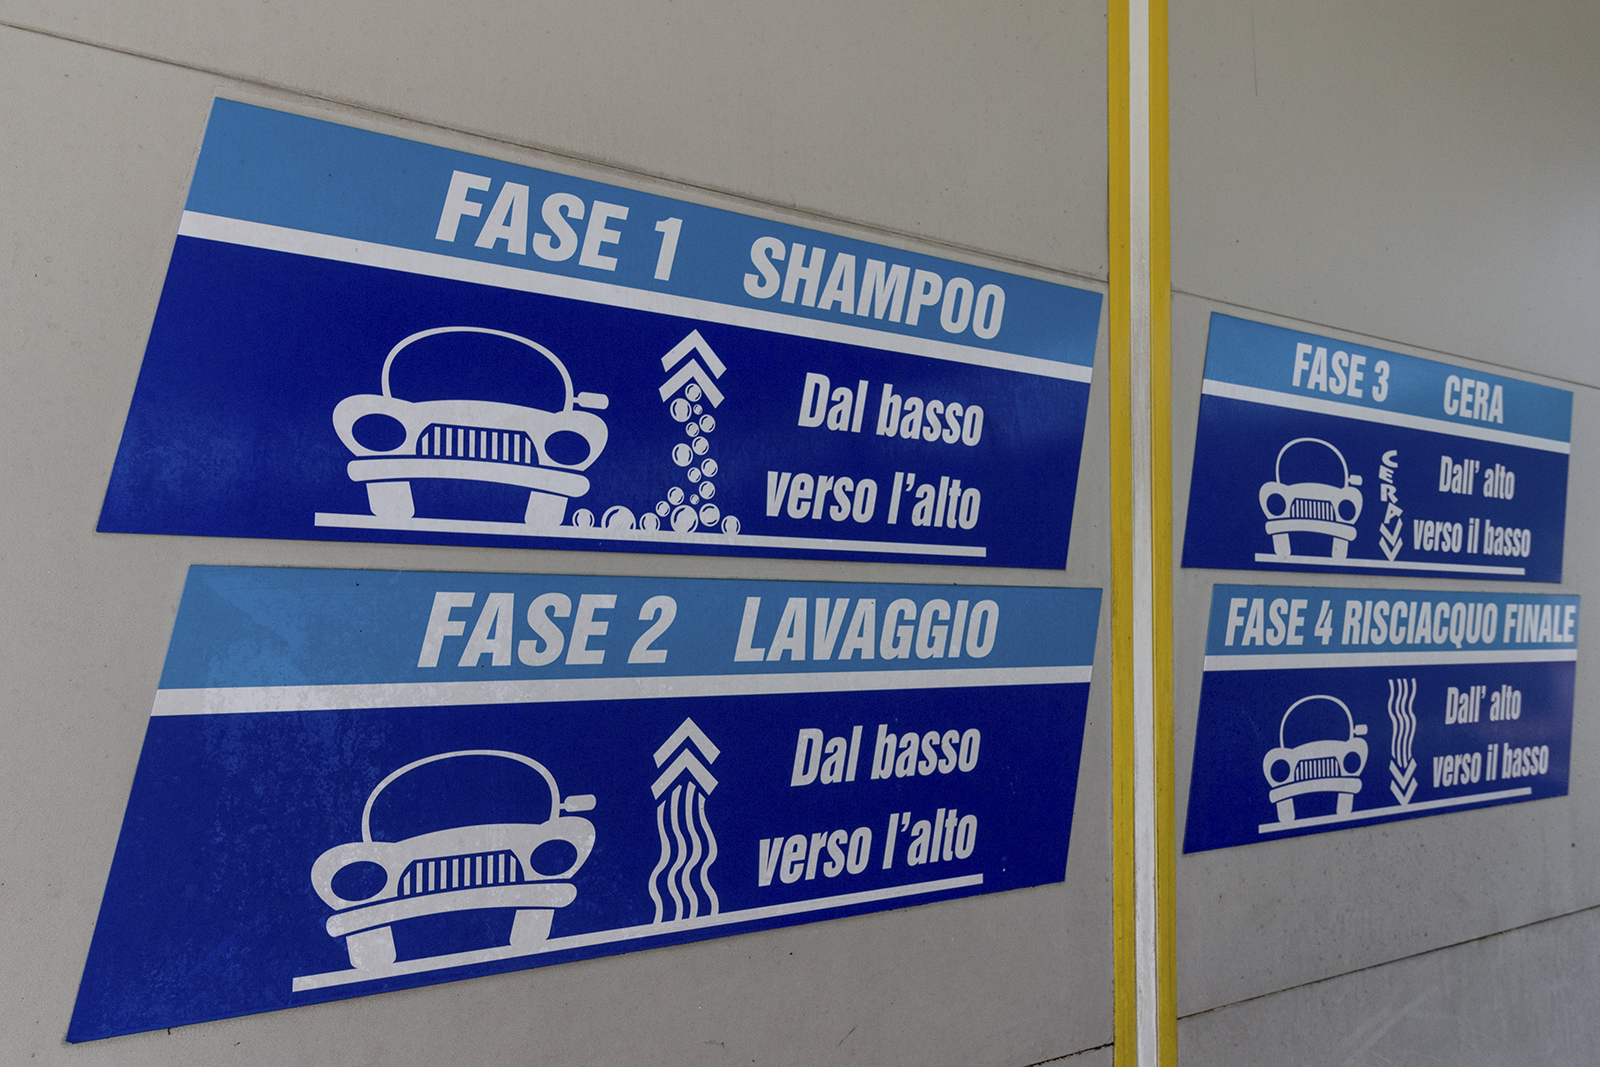 FASE 1 SHAMPOO
Dal basso
verso l'alto
FASE 2 LAVAGGIO
Dal basso
verso l'alto
FASE 3 CERA
CERA
Dall' alto
verso il basso
FASE 4 RISCIACQUO FINALE
Dall' alto
verso il basso